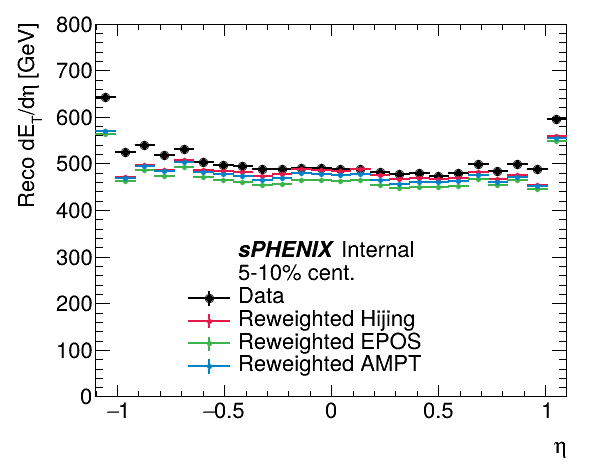 800
700
600
500
400
300
200
100
0
Reco dE_T/dη [GeV]
sPHENIX Internal
5-10% cent.
Data
Reweighted Hijing
Reweighted EPOS
Reweighted AMPT
−1 −0.5 0 0.5 1
η